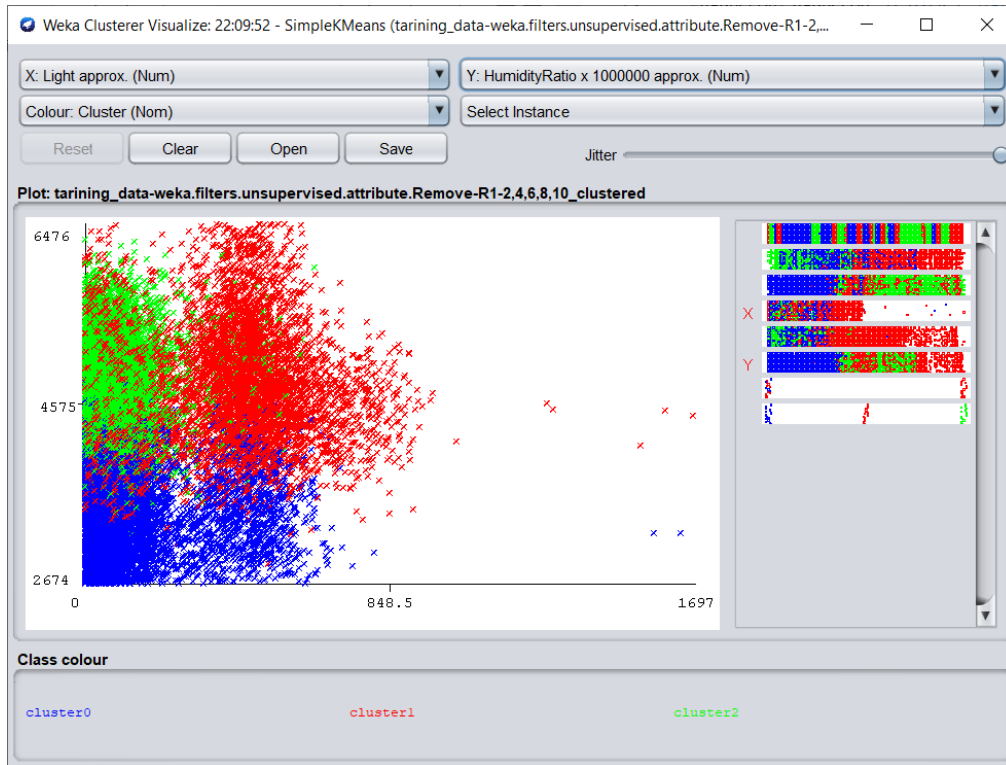 Weka Clusterer Visualize: 22:09:52 - SimpleKMeans (tarining_data-weka.filters.unsupervised.attribute.Remove-R1-2,...
X: Light approx. (Num) Y: HumidityRatio x 1000000 approx. (Num)
Colour: Cluster (Nom) Select Instance
Reset Clear Open Save Jitter
Plot: tarining_data-weka.filters.unsupervised.attribute.Remove-R1-2,4,6,8,10_clustered
6476
X
Y
4575
2674
0 848.5 1697
Class colour
cluster0 cluster1 cluster2